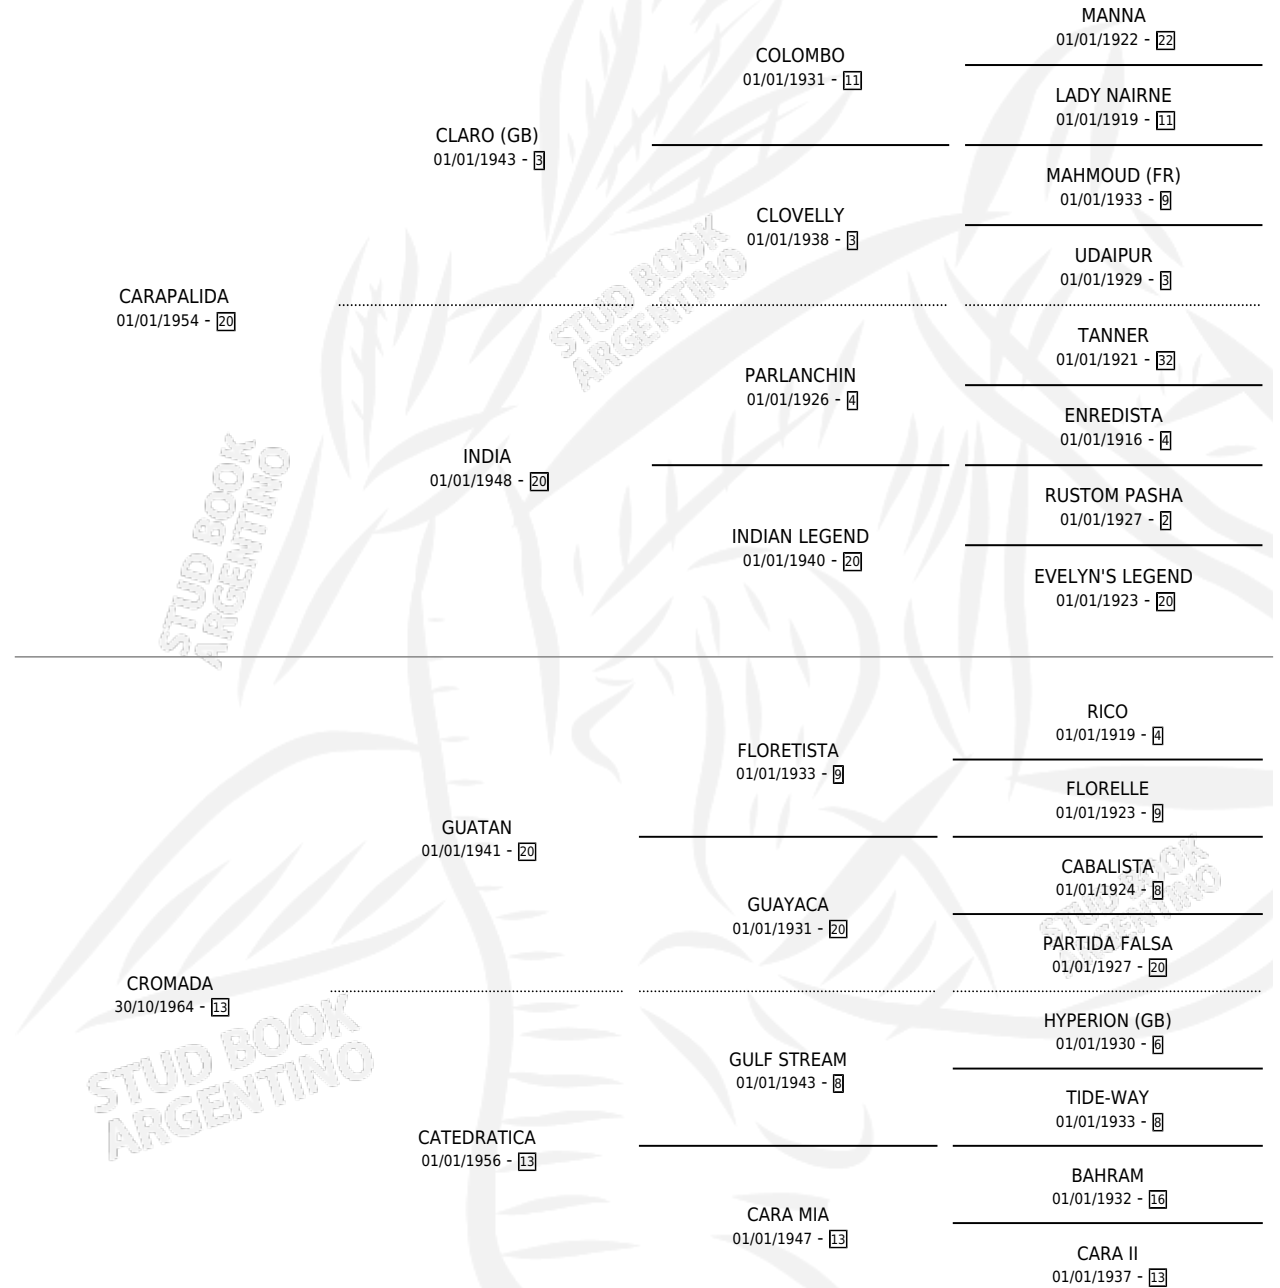 MANNA
01/01/1922 - 22
COLOMBO
01/01/1931 - 11
LADY NAIRNE
01/01/1919 - 11
CLARO (GB)
01/01/1943 - 3
MAHMOUD (FR)
01/01/1933 - 9
CLOVELLY
01/01/1938 - 3
UDAIPUR
01/01/1929 - 3
CARAPALIDA
01/01/1954 - 20
STUD BOOK
ARGENTINO
TANNER
01/01/1921 - 32
PARLANCHIN
01/01/1926 - 4
ENREDISTA
01/01/1916 - 4
INDIA
01/01/1948 - 20
RUSTOM PASHA
01/01/1927 - 2
INDIAN LEGEND
01/01/1940 - 20
EVELYN'S LEGEND
01/01/1923 - 20
STUD BOOK
ARGENTINO
RICO
01/01/1919 - 4
FLORETISTA
01/01/1933 - 9
FLORELLE
01/01/1923 - 9
GUATAN
01/01/1941 - 20
CABALISTA
01/01/1924 - 8
GUAYACA
01/01/1931 - 20
STUD BOOK
ARGENTINO
PARTIDA FALSA
01/01/1927 - 20
CROMADA
30/10/1964 - 13
HYPERION (GB)
01/01/1930 - 6
GULF STREAM
01/01/1943 - 8
TIDE-WAY
01/01/1933 - 8
STUD BOOK
ARGENTINO
CATEDRATICA
01/01/1956 - 13
BAHRAM
01/01/1932 - 16
CARA MIA
01/01/1947 - 13
CARA II
01/01/1937 - 13